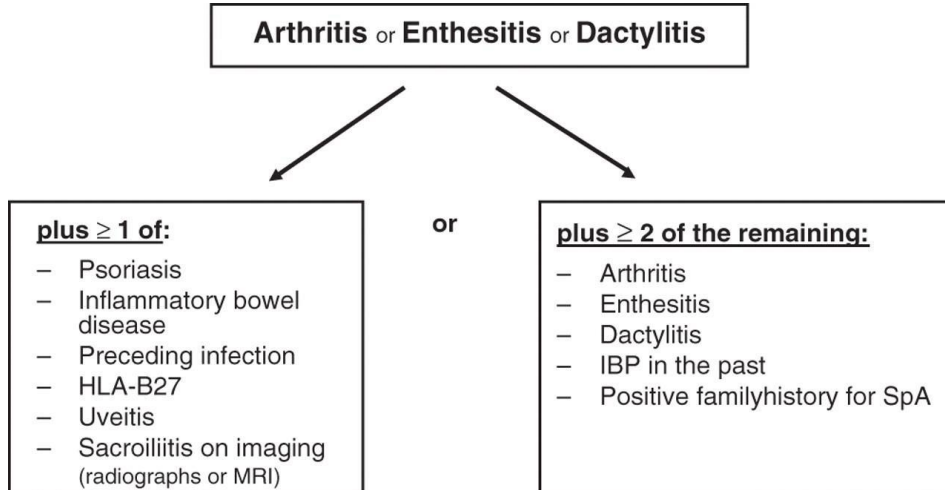 Arthritis or Enthesitis or Dactylitis
plus ≥ 1 of:
– Psoriasis
– Inflammatory bowel
disease
– Preceding infection
– HLA-B27
– Uveitis
– Sacroiliitis on imaging
(radiographs or MRI)
or
plus ≥ 2 of the remaining:
– Arthritis
– Enthesitis
– Dactylitis
– IBP in the past
– Positive familyhistory for SpA